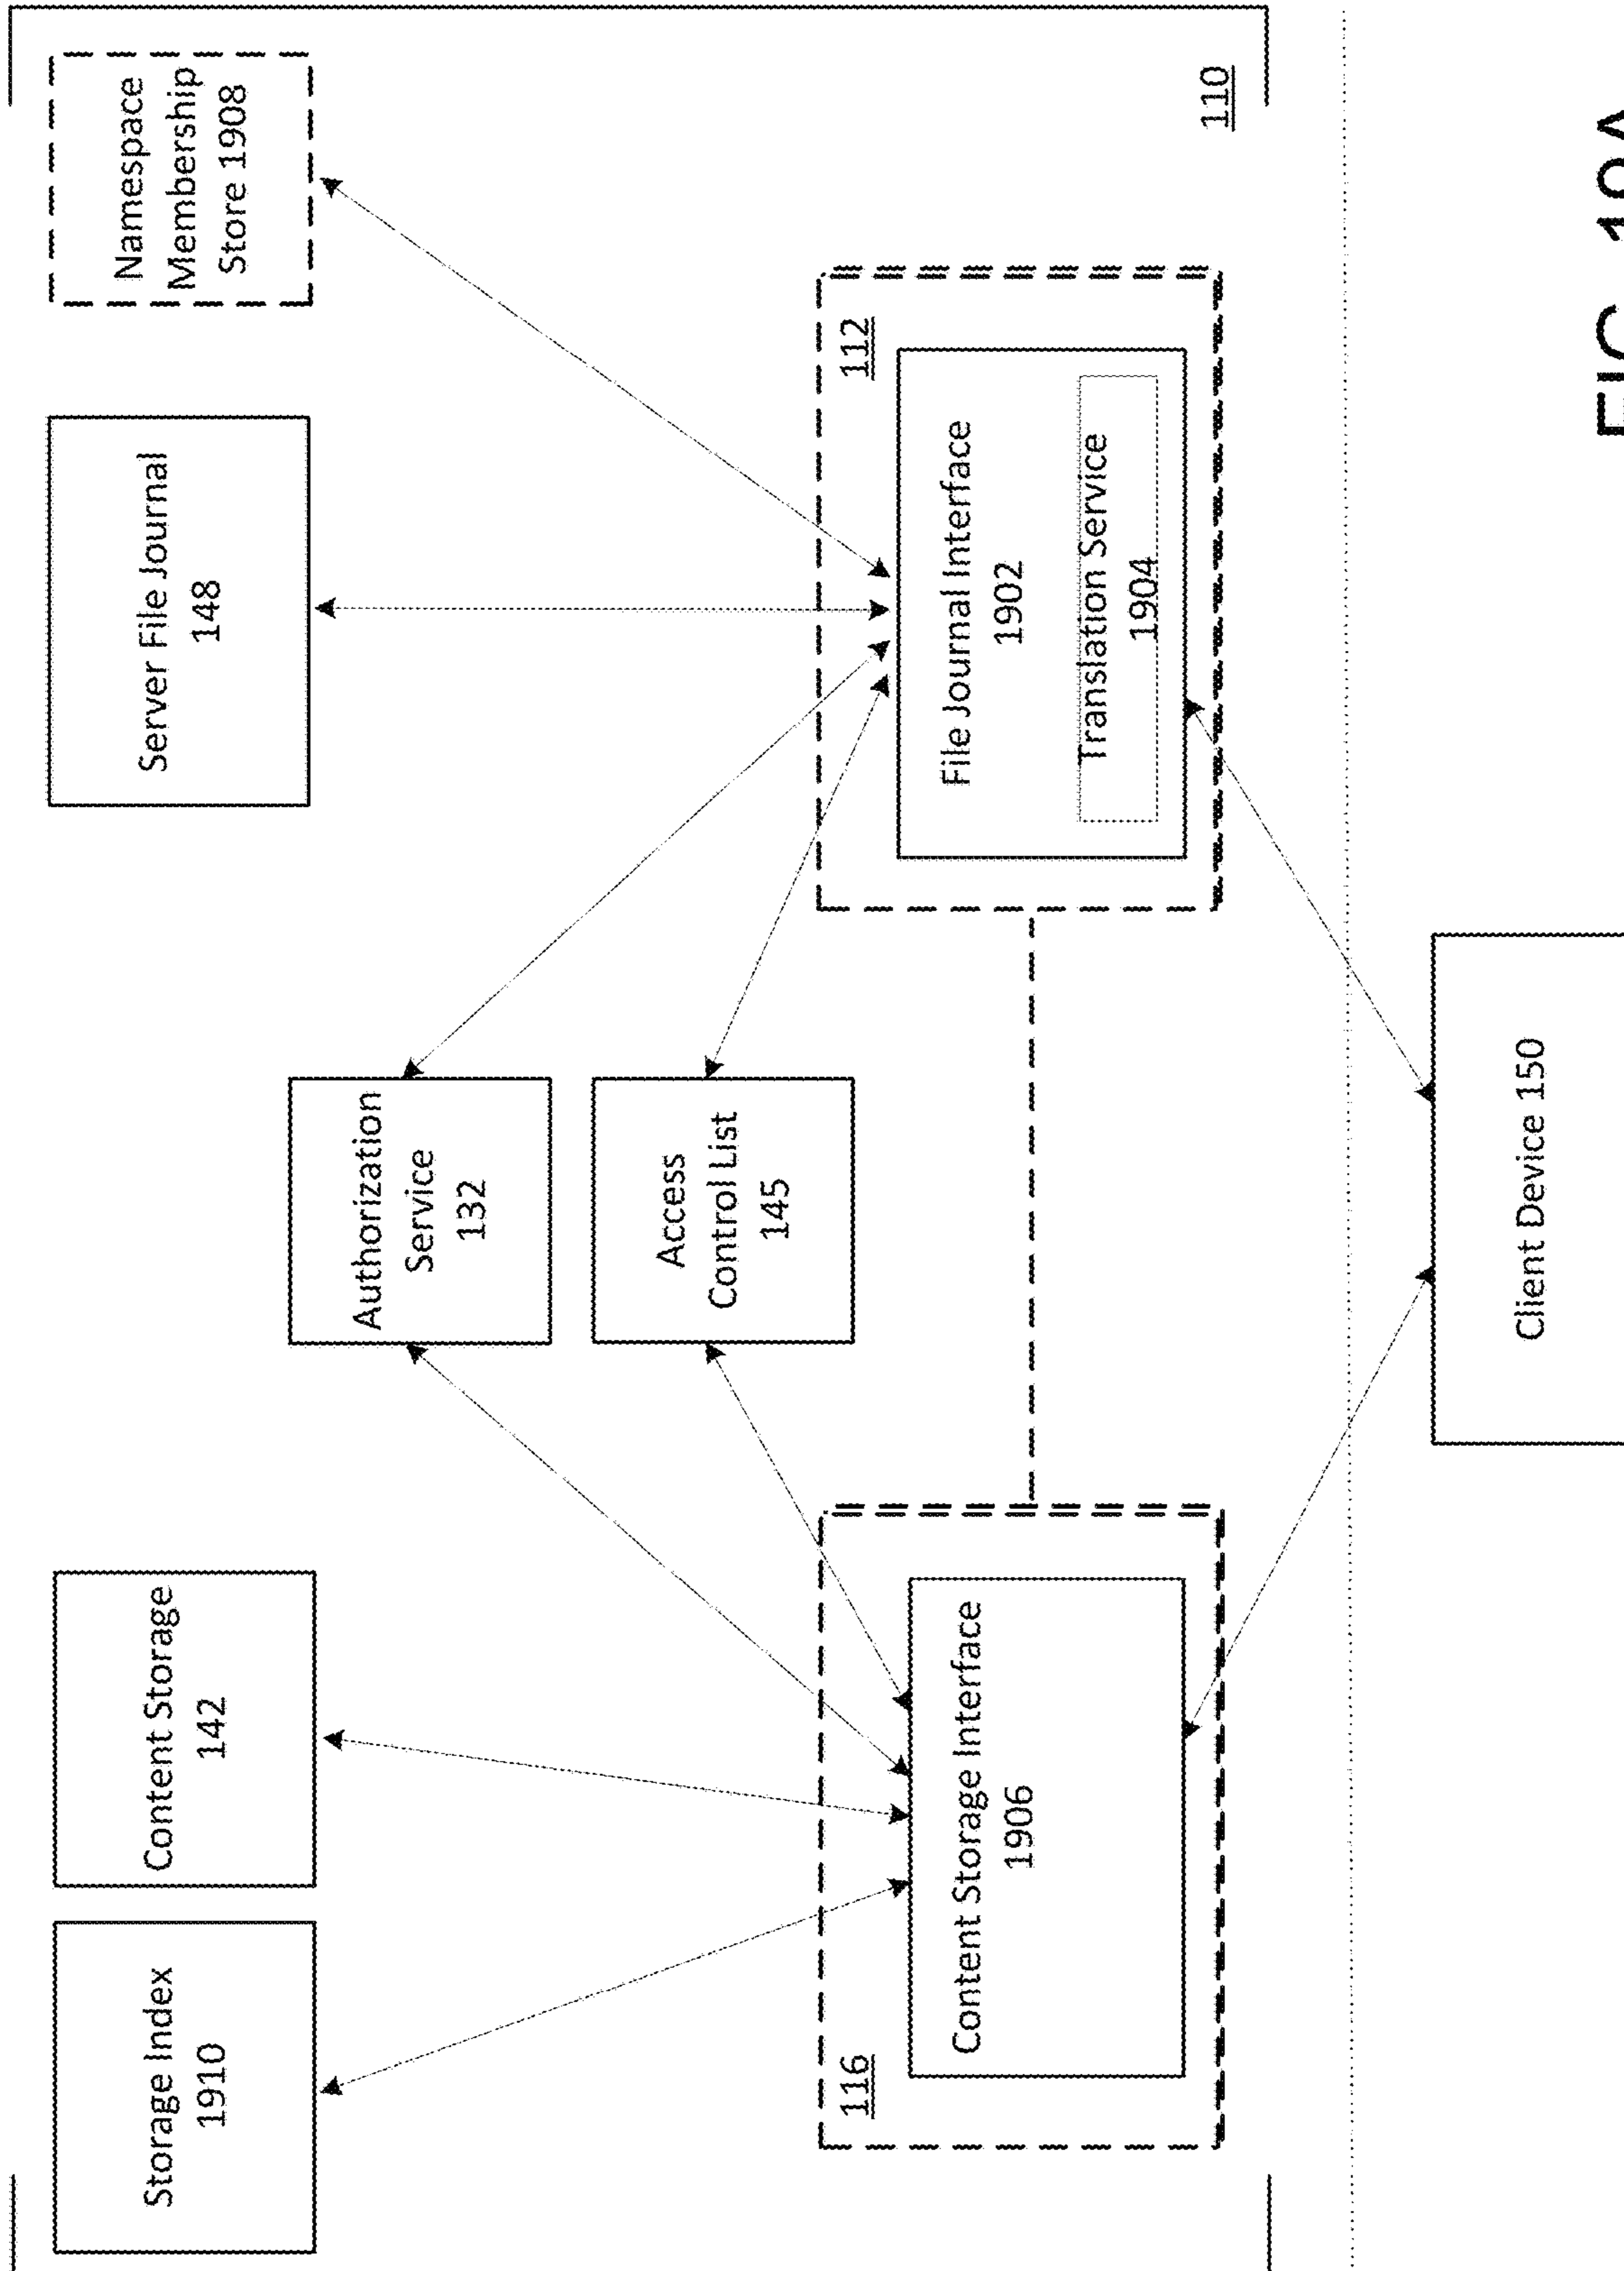 Storage Index
1910
Content Storage
142
Server File Journal
148
Namespace
Membership
Store 1908
Authorization
Service
132
Access
Control List
145
116
Content Storage Interface
1906
112
File Journal Interface
1902
Translation Service
1904
110
Client Device 150
FIG. 19A